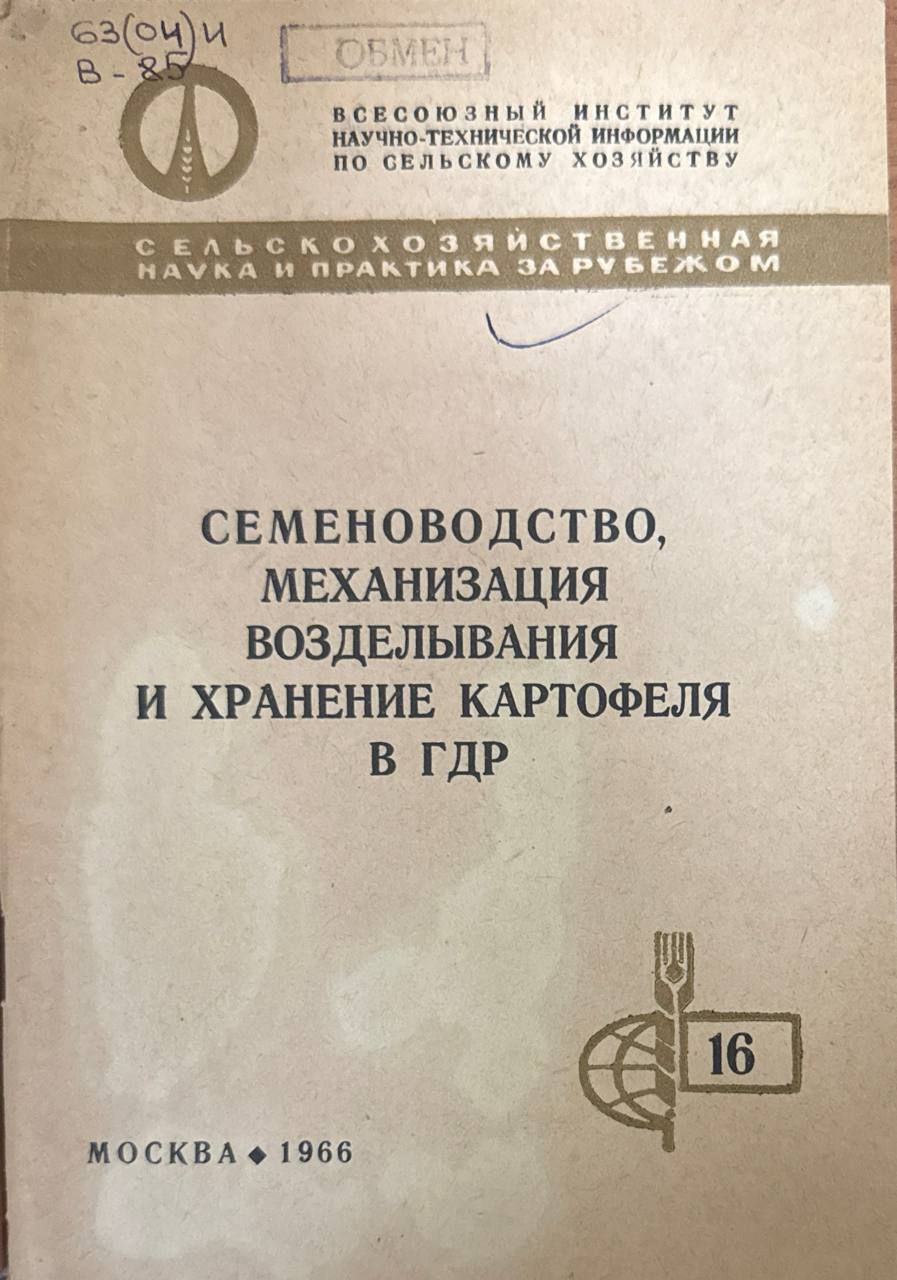 63(04)и
В-85
ОБМЕН
ВСЕСОЮЗНЫЙ ИНСТИТУТ
НАУЧНО-ТЕХНИЧЕСКОЙ ИНФОРМАЦИИ
ПО СЕЛЬСКОМУ ХОЗЯЙСТВУ
СЕЛЬСКОХОЗЯЙСТВЕННАЯ
НАУКА И ПРАКТИКА ЗА РУБЕЖОМ
СЕМЕНОВОДСТВО,
МЕХАНИЗАЦИЯ
ВОЗДЕЛЫВАНИЯ
И ХРАНЕНИЕ КАРТОФЕЛЯ
В ГДР
16
МОСКВА ◆ 1966